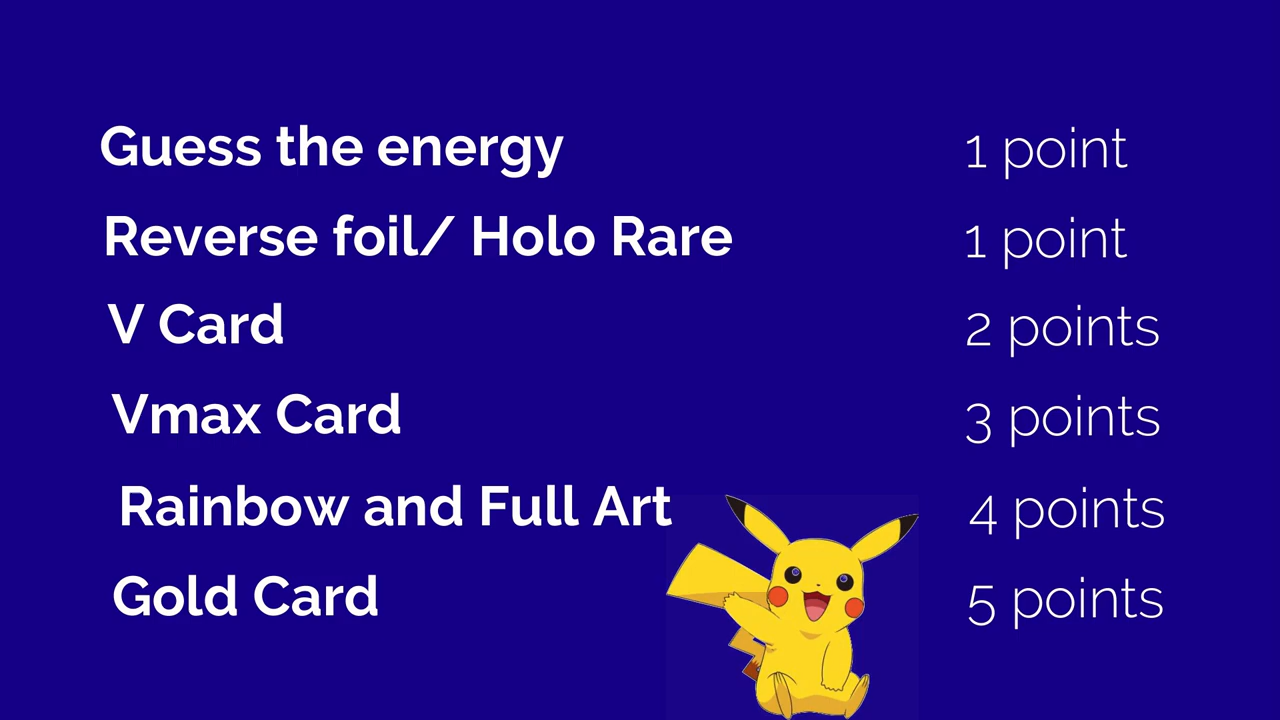 Guess the energy 1 point
Reverse foil/ Holo Rare 1 point
V Card 2 points
Vmax Card 3 points
Rainbow and Full Art 4 points
Gold Card 5 points